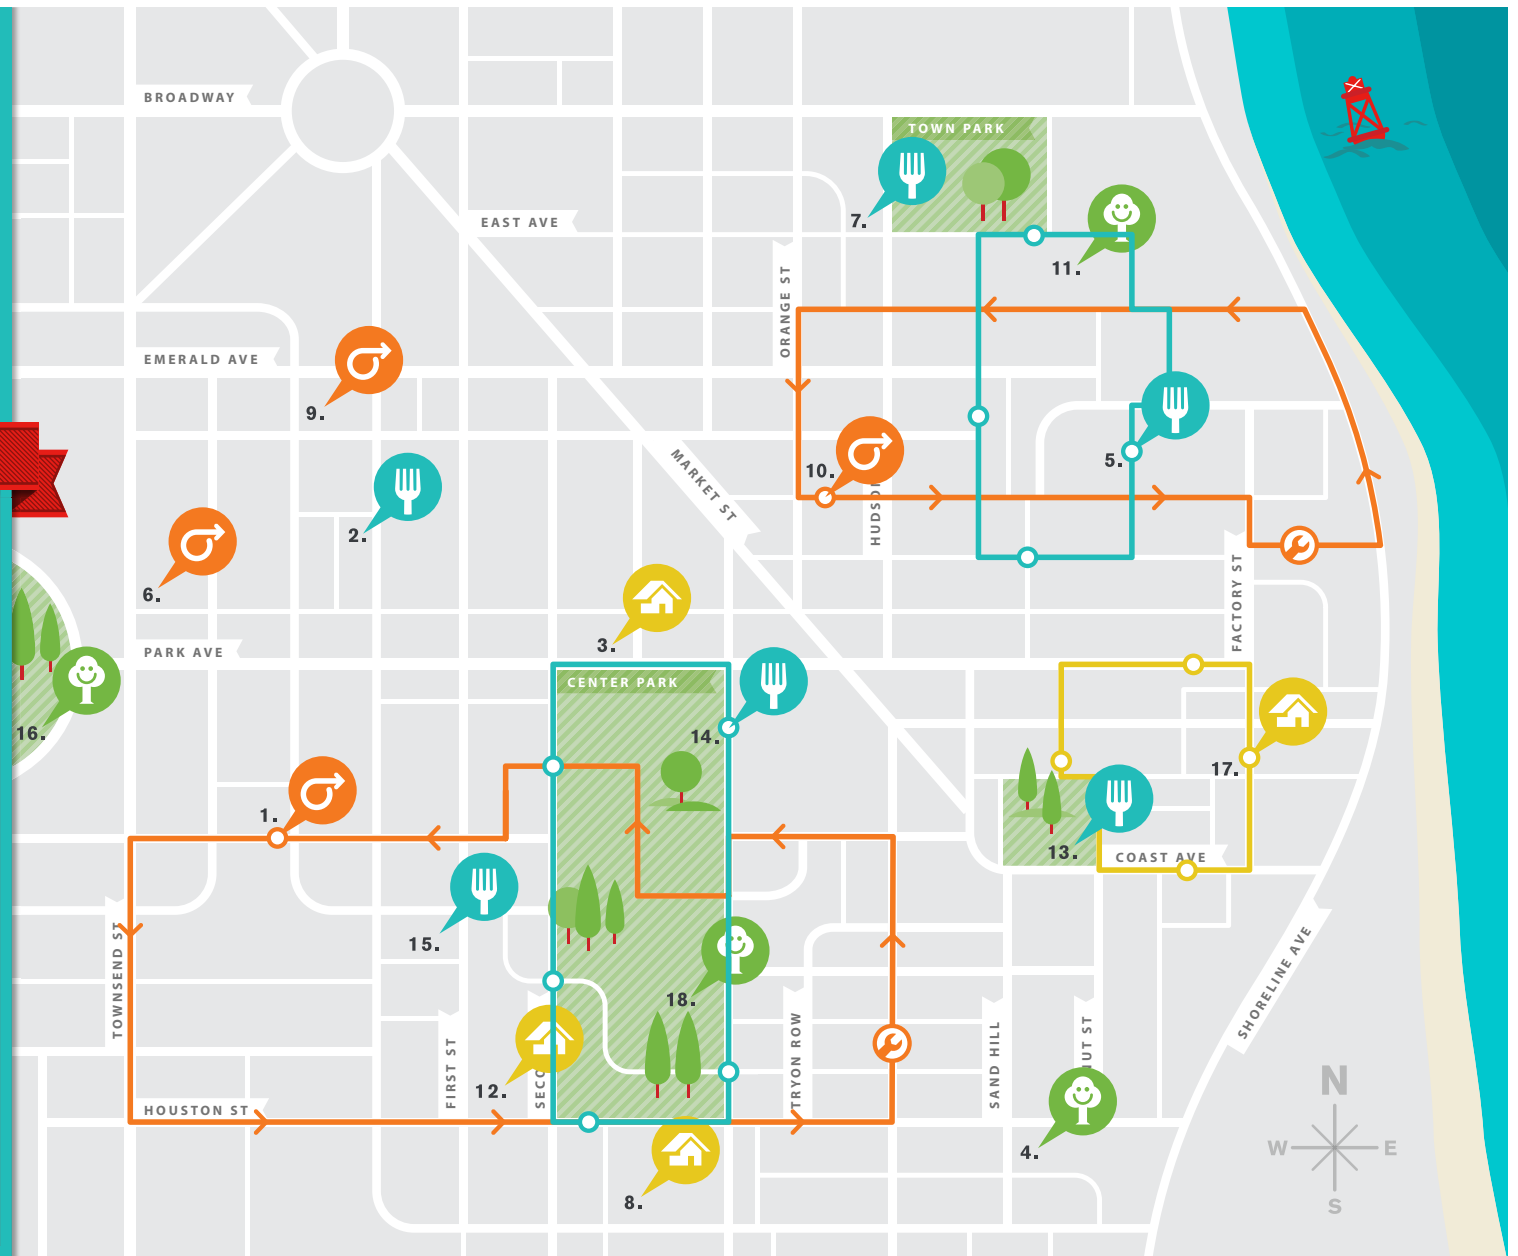 BROADWAY
TOWN PARK
7.
EAST AVE
11.
ORANGE ST
EMERALD AVE
9.
MARKET ST
10.
5.
2.
6.
FACTORY ST
3.
PARK AVE
CENTER PARK
16.
14.
17.
1.
13.
COAST AVE
15.
TOWNSEND ST
18.
SHORELINE AVE
12.
FIRST ST
TRYON ROW
SAND HILL
HOUSTON ST
4.
8.
N
W
E
S